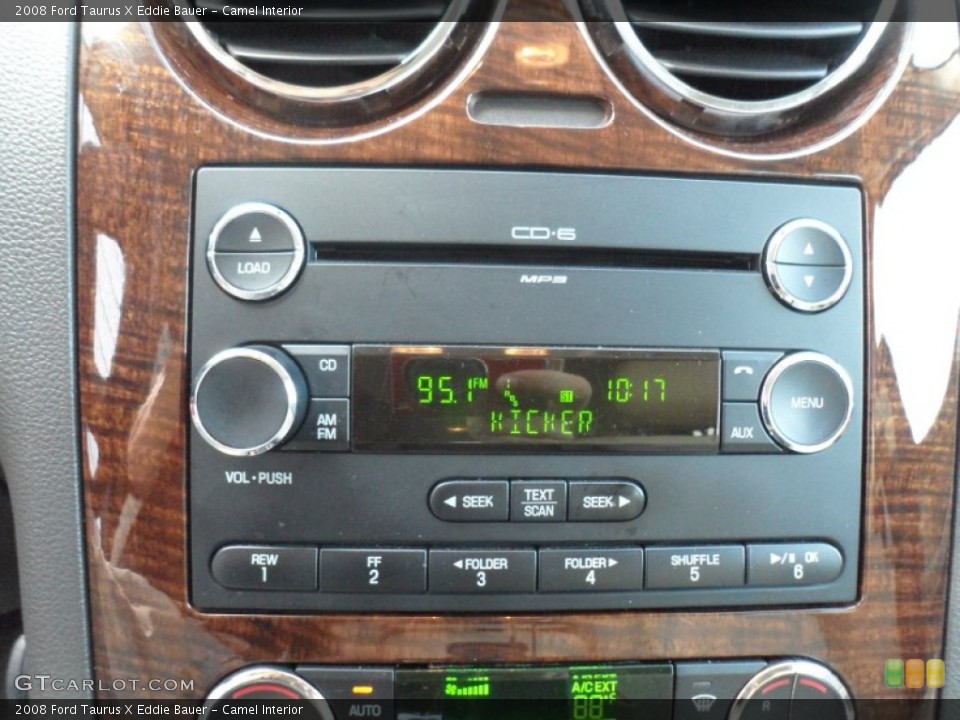 2008 Ford Taurus X Eddie Bauer - Camel Interior
CD•6
LOAD
MP3
CD
AM
FM
95.1 FM
ST
10:17
KICKER
MENU
AUX
VOL • PUSH
SEEK
TEXT
SCAN
SEEK
REW
1
FF
2
FOLDER
3
FOLDER
4
SHUFFLE
5
OK
6
AUTO
A/C EXT
88°F
R
GTCARLOT.COM
2008 Ford Taurus X Eddie Bauer - Camel Interior